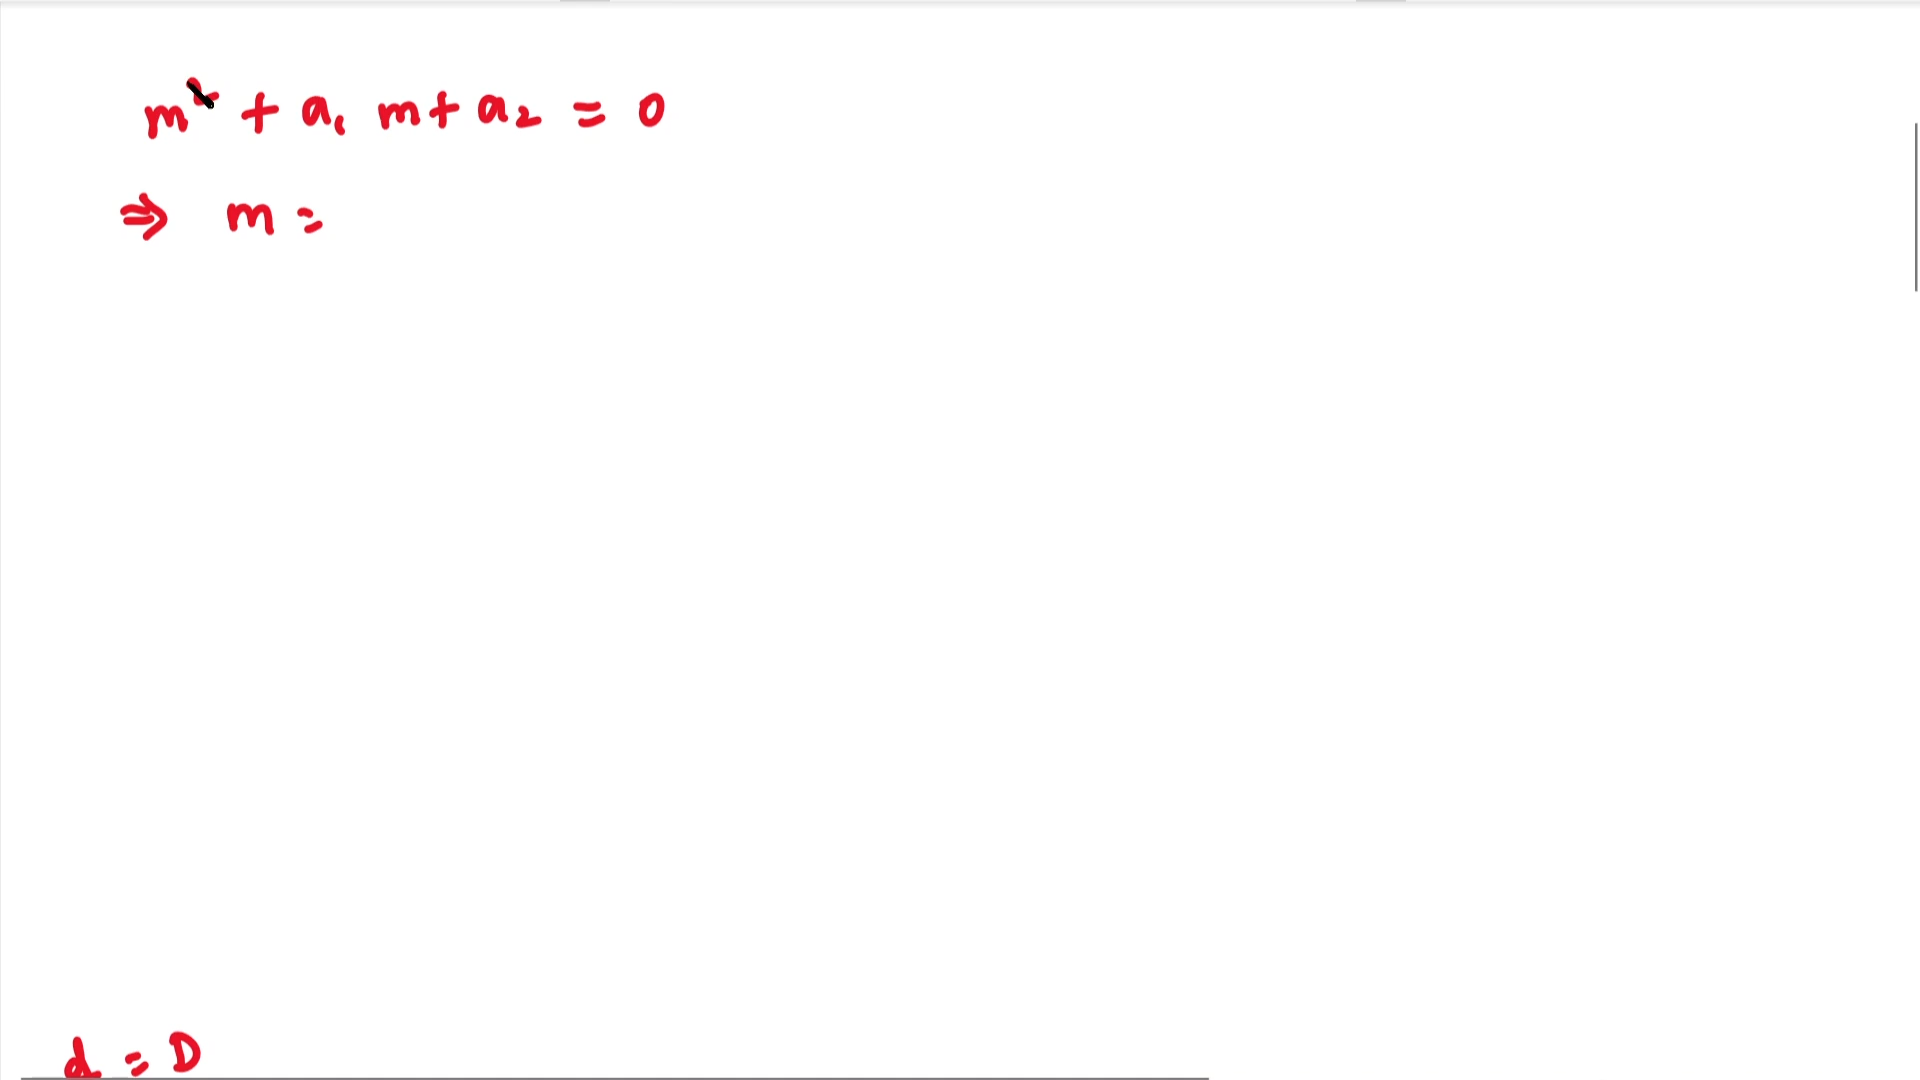 m² + a₁ m + a₂ = 0
⇒ m =
d = D